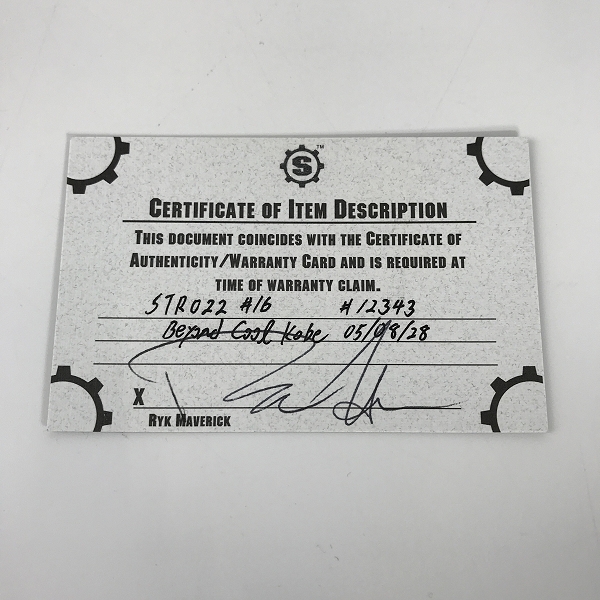 S™
CERTIFICATE OF ITEM DESCRIPTION
THIS DOCUMENT COINCIDES WITH THE CERTIFICATE OF
AUTHENTICITY/WARRANTY CARD AND IS REQUIRED AT
TIME OF WARRANTY CLAIM.
STR022 #16 #12343
Beyond Cool Kobe 05/08/28
X
RYK MAVERICK